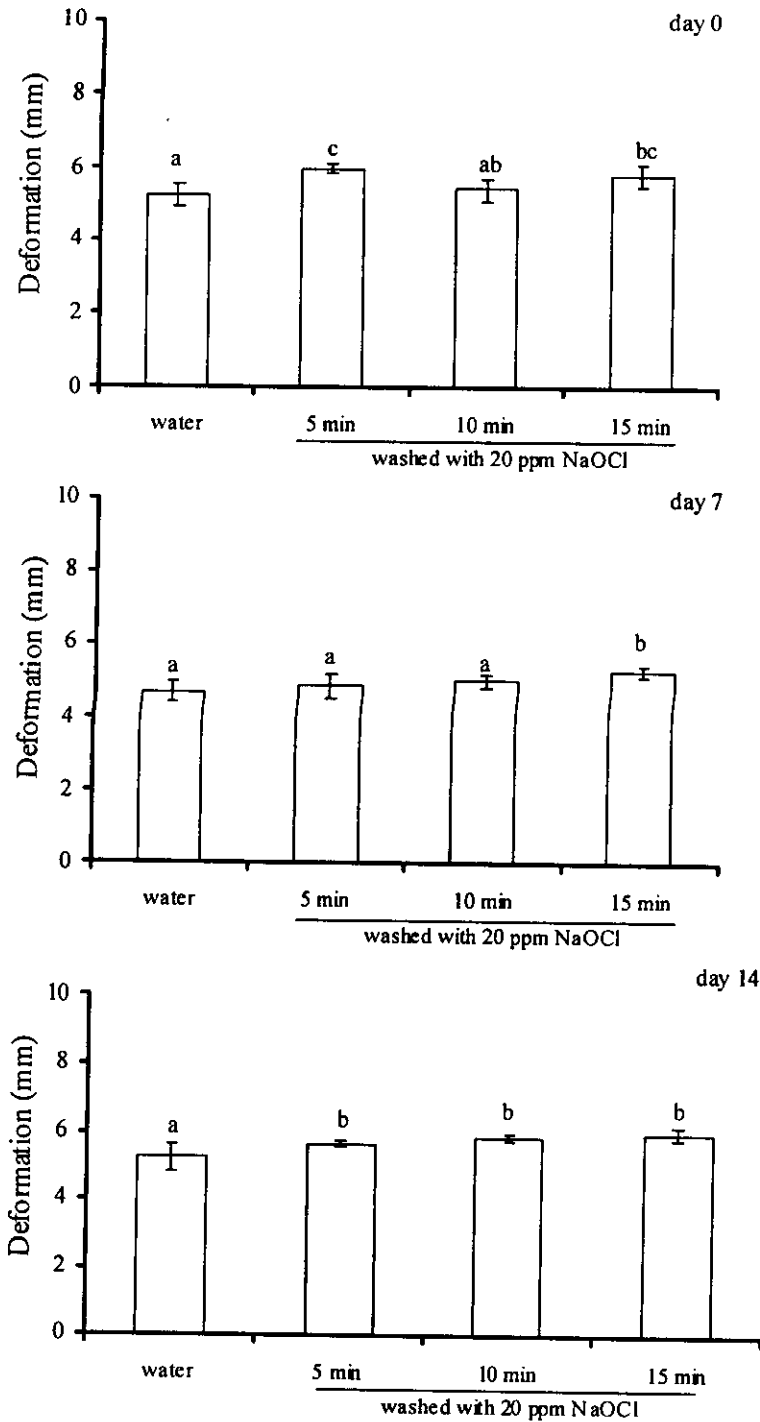 day 0
10
8
6
4
2
0
Deformation (mm)
a
c
ab
bc
water
5 min
10 min
15 min
washed with 20 ppm NaOCl
day 7
10
8
6
4
2
0
Deformation (mm)
a
a
a
b
water
5 min
10 min
15 min
washed with 20 ppm NaOCl
day 14
10
8
6
4
2
0
Deformation (mm)
a
b
b
b
water
5 min
10 min
15 min
washed with 20 ppm NaOCl